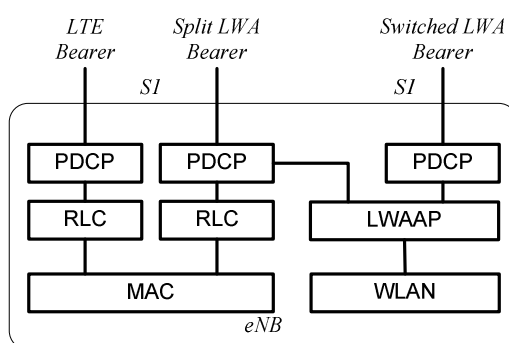 LTE Bearer
Split LWA Bearer
Switched LWA Bearer
S1
S1
PDCP
PDCP
PDCP
RLC
RLC
LWAAP
MAC
WLAN
eNB